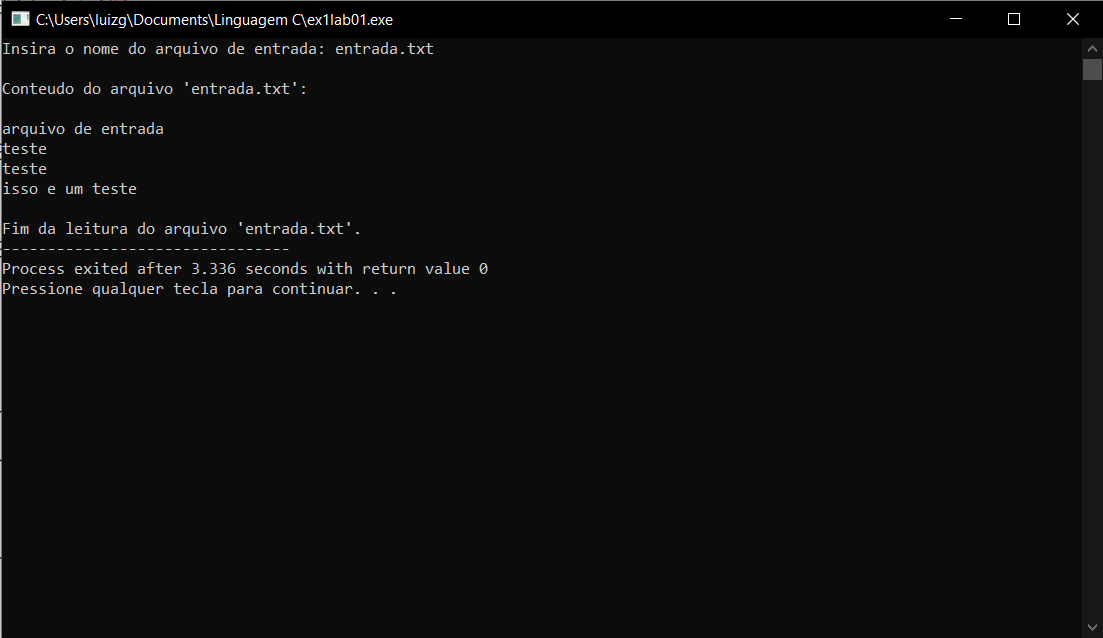 C:\Users\luizg\Documents\Linguagem C\ex1lab01.exe
Insira o nome do arquivo de entrada: entrada.txt
Conteudo do arquivo 'entrada.txt':
arquivo de entrada
teste
teste
isso e um teste
Fim da leitura do arquivo 'entrada.txt'.
--------------------------------
Process exited after 3.336 seconds with return value 0
Pressione qualquer tecla para continuar. . .